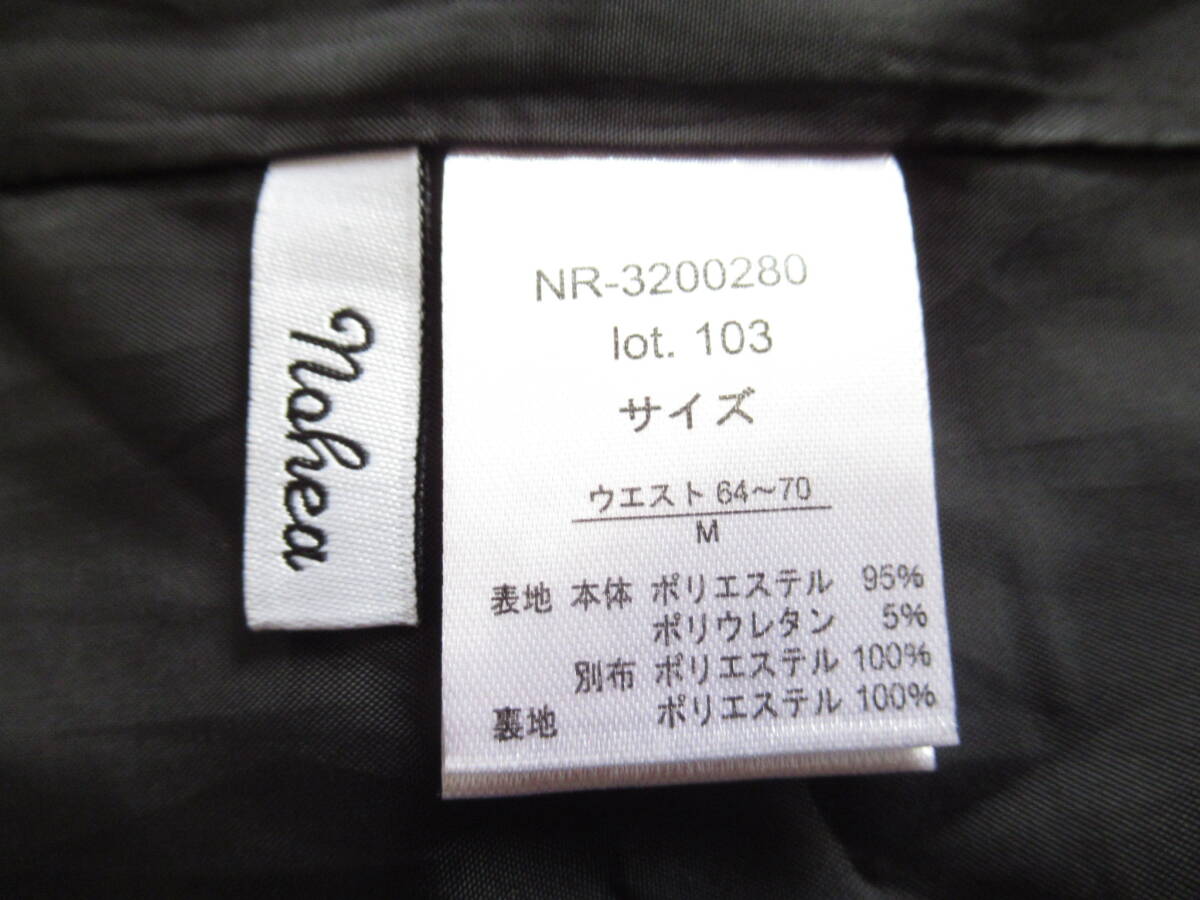 nohea
NR-3200280
lot. 103
サイズ
ウエスト 64～70
M
表地 本体 ポリエステル 95%
ポリウレタン 5%
別布 ポリエステル 100%
裏地 ポリエステル 100%